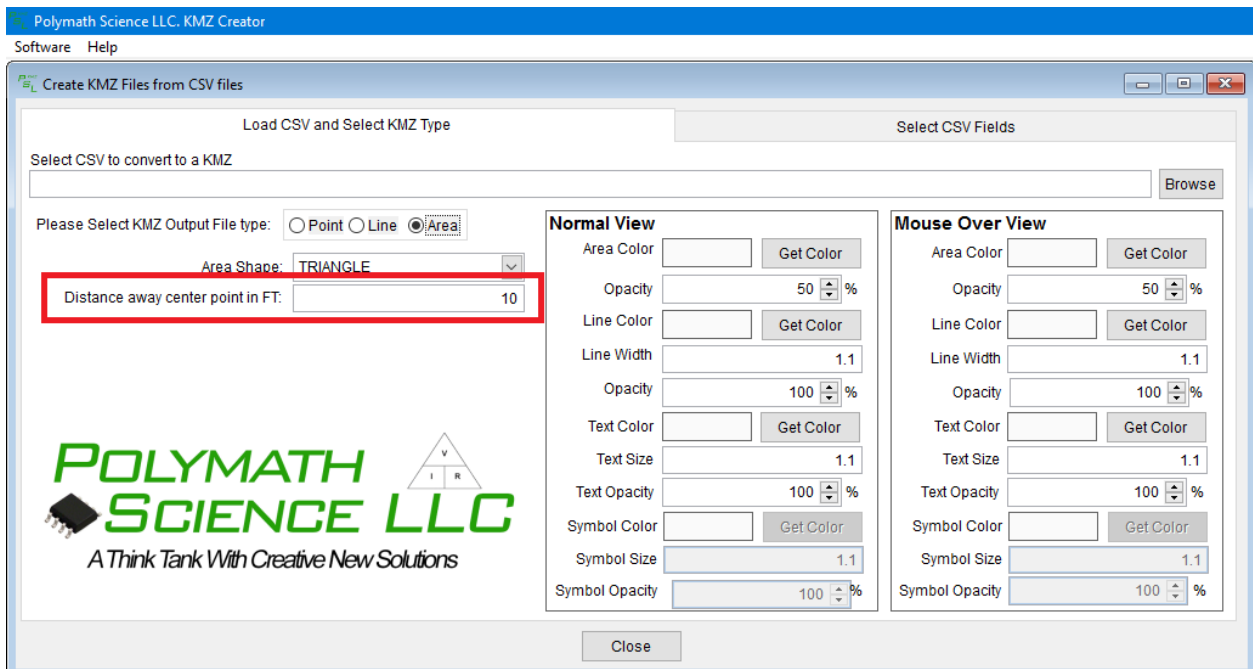 Polymath Science LLC. KMZ Creator
Software Help
Create KMZ Files from CSV files
Load CSV and Select KMZ Type
Select CSV Fields
Select CSV to convert to a KMZ
Browse
Please Select KMZ Output File type: Point Line Area
Area Shape: TRIANGLE
Distance away center point in FT: 10
POLYMATH
V
I R
SCIENCE LLC
A Think Tank With Creative New Solutions
Normal View
Area Color Get Color
Opacity 50 %
Line Color Get Color
Line Width 1.1
Opacity 100 %
Text Color Get Color
Text Size 1.1
Text Opacity 100 %
Symbol Color Get Color
Symbol Size 1.1
Symbol Opacity 100 %
Mouse Over View
Area Color Get Color
Opacity 50 %
Line Color Get Color
Line Width 1.1
Opacity 100 %
Text Color Get Color
Text Size 1.1
Text Opacity 100 %
Symbol Color Get Color
Symbol Size 1.1
Symbol Opacity 100 %
Close